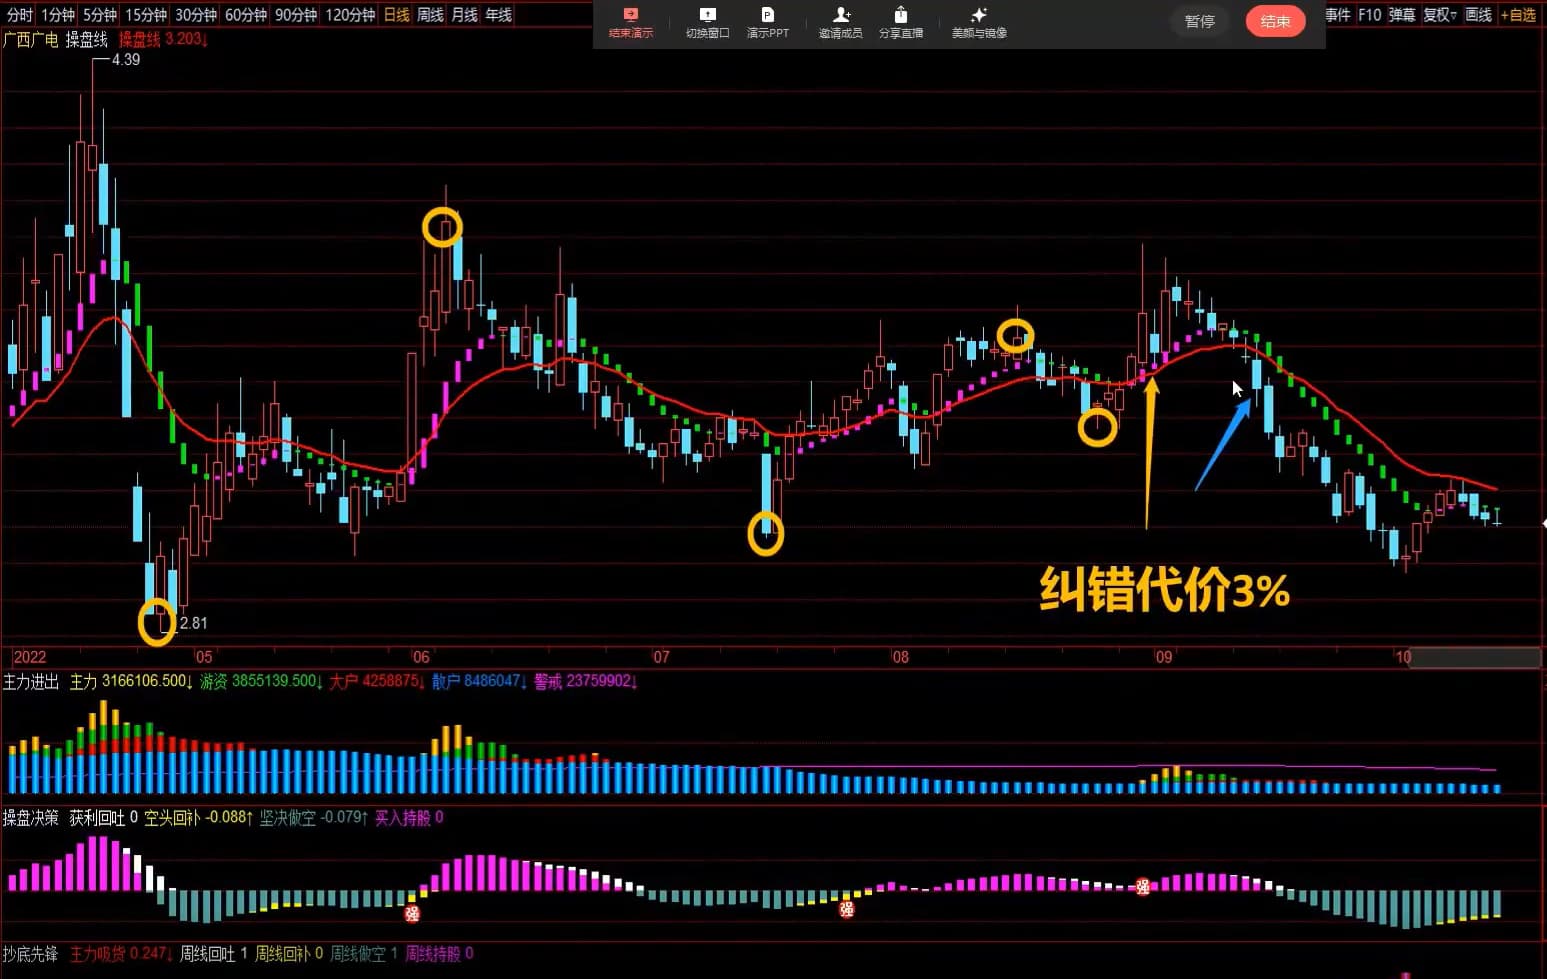 分时 1分钟 5分钟 15分钟 30分钟 60分钟 90分钟 120分钟 日线 周线 月线 年线
结束演示 切换窗口 演示PPT 邀请成员 分享直播 美颜与镜像 暂停 结束
事件 F10 弹幕 复权▽ 画线 +自选
广西广电 操盘线 操盘线 3.203↓
4.39
2.81
纠错代价3%
2022 05 06 07 08 09 10
主力进出 主力 3166106.500↓ 游资 3855139.500↓ 大户 4258875↓ 散户 8486047↓ 警戒 23759902↓
操盘决策 获利回吐 0 空头回补 -0.088↑ 坚决做空 -0.079↑ 买入持股 0
强 强 强
抄底先锋 主力吸货 0.247↓ 周线回吐 1 周线回补 0 周线做空 1 周线持股 0